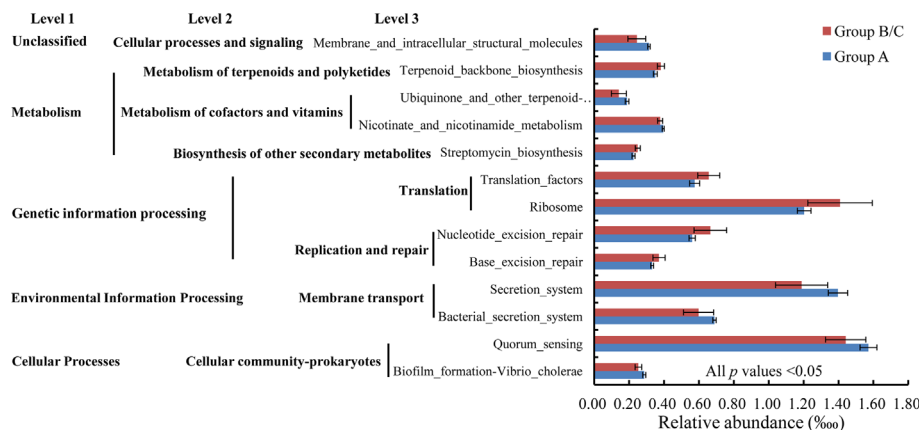 Level 1 Level 2 Level 3
Unclassified Cellular processes and signaling Membrane_and_intracellular_structural_molecules
Metabolism of terpenoids and polyketides Terpenoid_backbone_biosynthesis
Ubiquinone_and_other_terpenoid-..
Metabolism Metabolism of cofactors and vitamins
Nicotinate_and_nicotinamide_metabolism
Biosynthesis of other secondary metabolites Streptomycin_biosynthesis
Translation_factors
Translation
Genetic information processing Ribosome
Nucleotide_excision_repair
Replication and repair
Base_excision_repair
Secretion_system
Environmental Information Processing Membrane transport
Bacterial_secretion_system
Quorum_sensing
Cellular Processes Cellular community-prokaryotes
Biofilm_formation-Vibrio_cholerae
Group B/C
Group A
All p values <0.05
0.00 0.20 0.40 0.60 0.80 1.00 1.20 1.40 1.60 1.80
Relative abundance (‱)